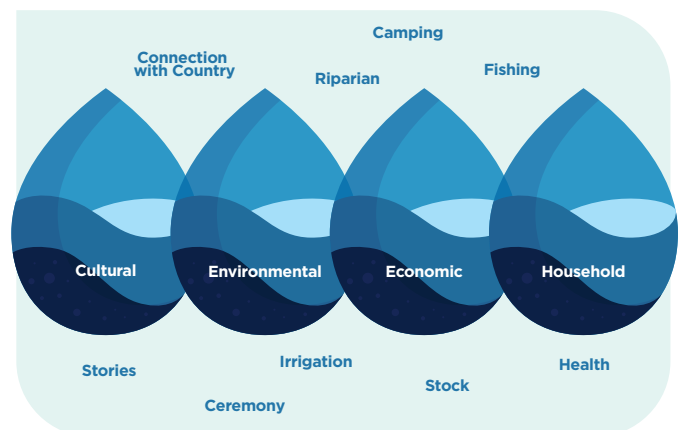 Camping
Connection
with Country
Riparian
Fishing
Cultural
Environmental
Economic
Household
Stories
Irrigation
Health
Stock
Ceremony